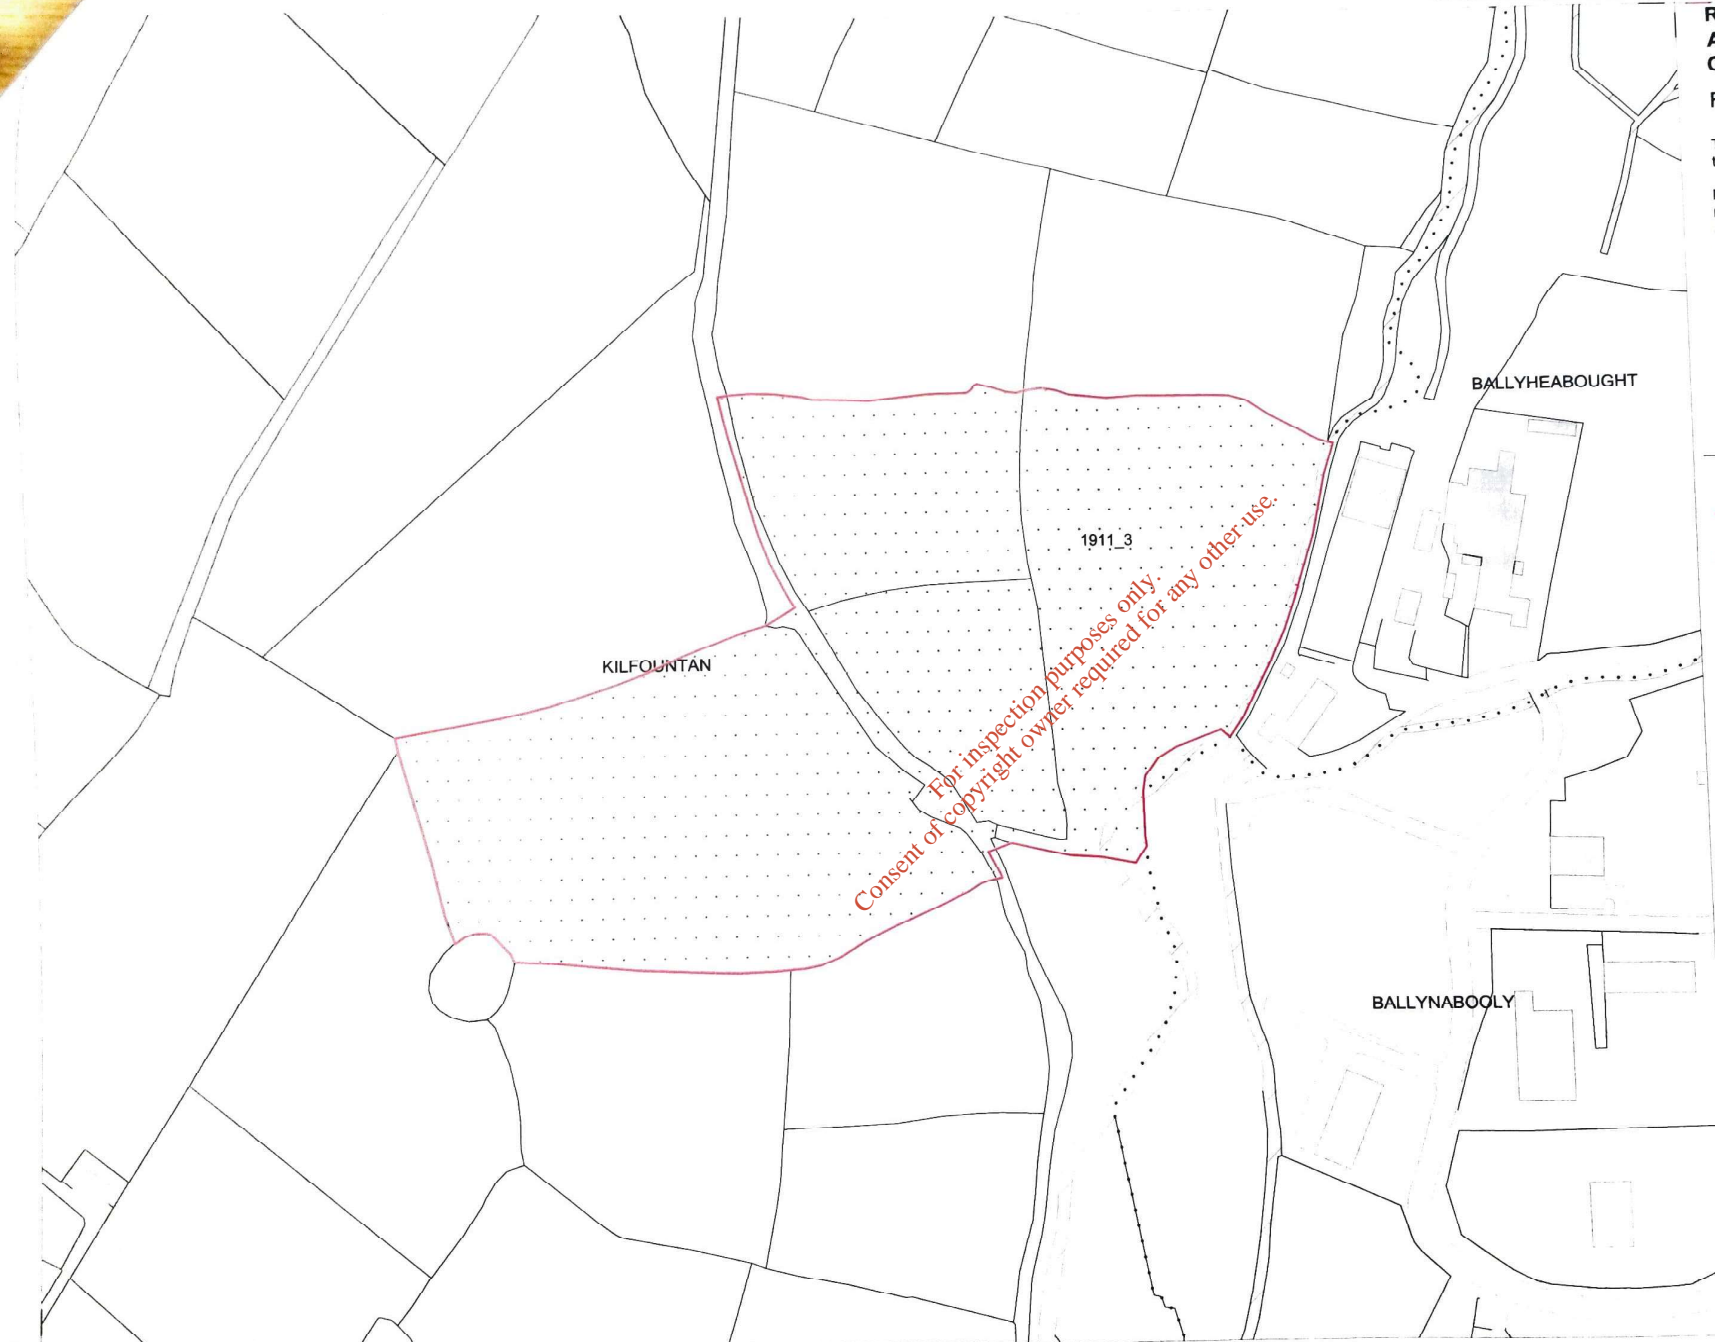 BALLYHEABOUGHT
1911_3
For inspection purposes only.
Consent of copyright owner required for any other use.
KILFOUNTAN
BALLYNABOOLY